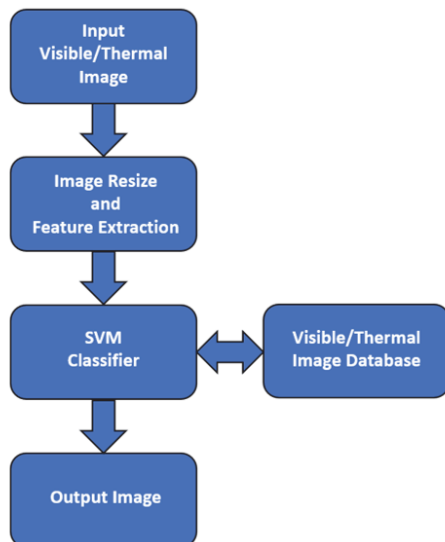 Input
Visible/Thermal
Image
Image Resize
and
Feature Extraction
SVM
Classifier
Visible/Thermal
Image Database
Output Image